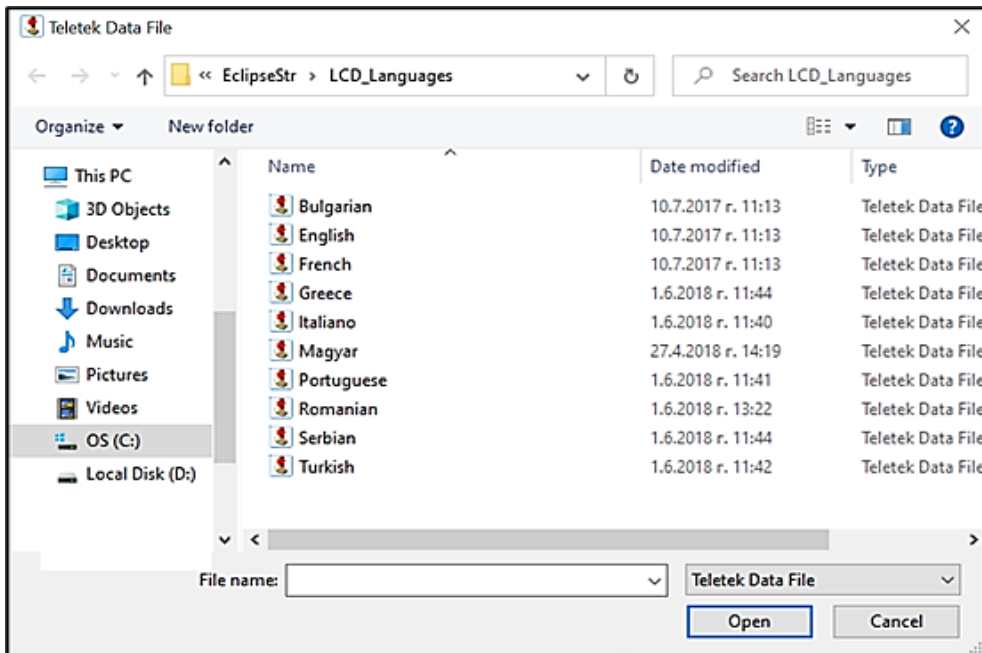 Teletek Data File
« EclipseStr > LCD_Languages
Search LCD_Languages
Organize
New folder
This PC
3D Objects
Desktop
Documents
Downloads
Music
Pictures
Videos
OS (C:)
Local Disk (D:)
Name Date modified Type
Bulgarian 10.7.2017 г. 11:13 Teletek Data File
English 10.7.2017 г. 11:13 Teletek Data File
French 10.7.2017 г. 11:13 Teletek Data File
Greece 1.6.2018 г. 11:44 Teletek Data File
Italiano 1.6.2018 г. 11:40 Teletek Data File
Magyar 27.4.2018 г. 14:19 Teletek Data File
Portuguese 1.6.2018 г. 11:41 Teletek Data File
Romanian 1.6.2018 г. 13:22 Teletek Data File
Serbian 1.6.2018 г. 11:44 Teletek Data File
Turkish 1.6.2018 г. 11:42 Teletek Data File
File name:
Teletek Data File
Open
Cancel